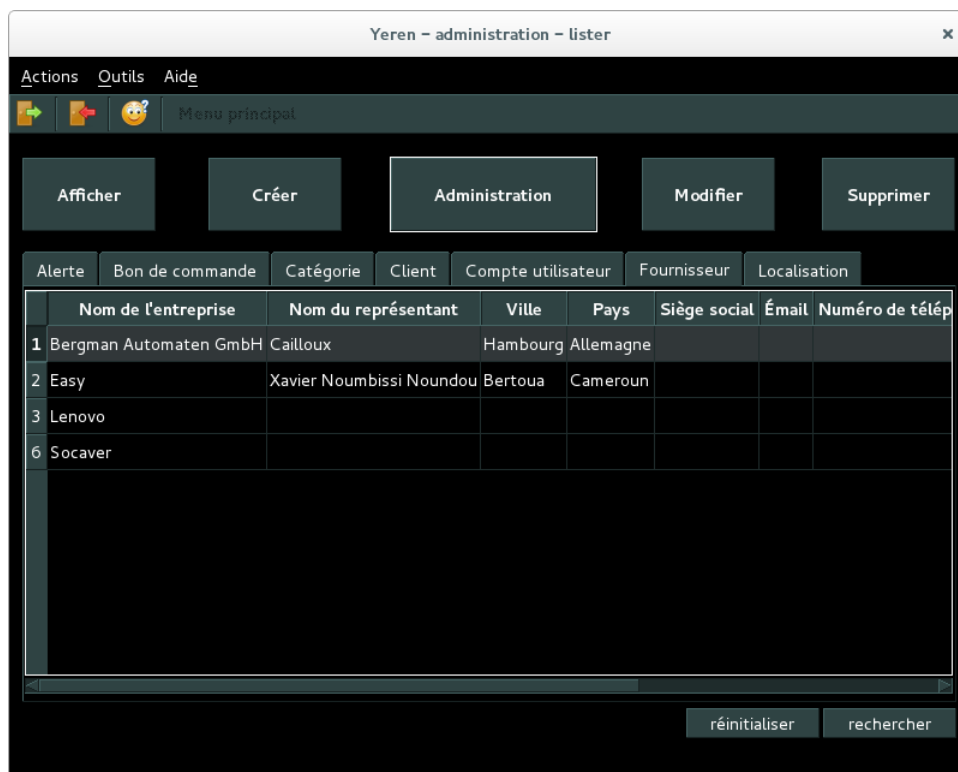 Yeren – administration – lister
Actions Outils Aide
Menu principal
Afficher Créer Administration Modifier Supprimer
Alerte Bon de commande Catégorie Client Compte utilisateur Fournisseur Localisation
Nom de l'entreprise Nom du représentant Ville Pays Siège social Émail Numéro de télép
1 Bergman Automaten GmbH Cailloux Hambourg Allemagne
2 Easy Xavier Noumbissi Noundou Bertoua Cameroun
3 Lenovo
6 Socaver
réinitialiser rechercher